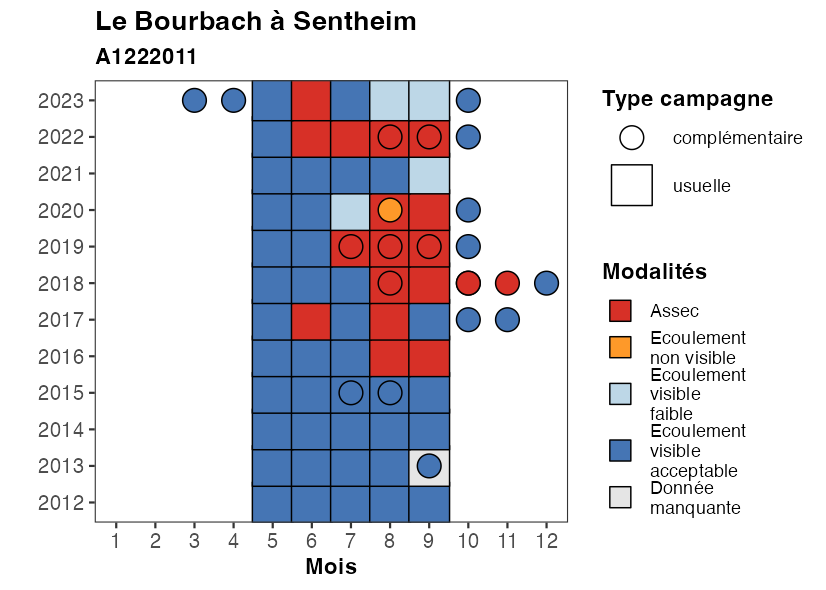 Le Bourbach à Sentheim
A1222011
2023
2022
2021
2020
2019
2018
2017
2016
2015
2014
2013
2012
1 2 3 4 5 6 7 8 9 10 11 12
Mois
Type campagne
complémentaire
usuelle
Modalités
Assec
Ecoulement
non visible
Ecoulement
visible
faible
Ecoulement
visible
acceptable
Donnée
manquante